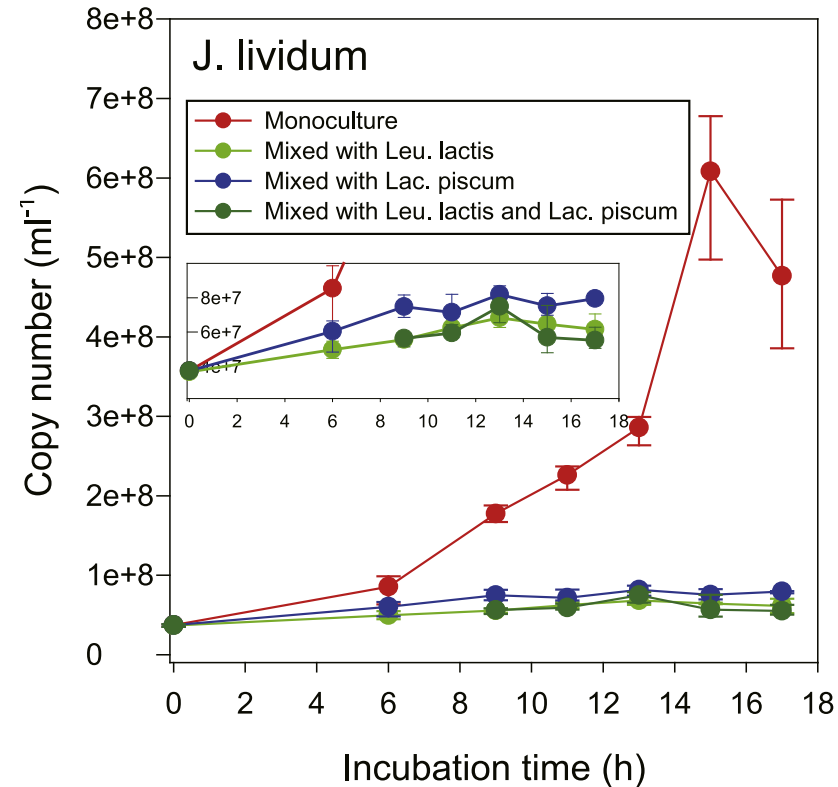 J. lividum
Monoculture
Mixed with Leu. lactis
Mixed with Lac. piscum
Mixed with Leu. lactis and Lac. piscum
Copy number (ml⁻¹)
8e+8
7e+8
6e+8
5e+8
4e+8
3e+8
2e+8
1e+8
0
8e+7
6e+7
4e+7
0 2 4 6 8 10 12 14 16 18
0 2 4 6 8 10 12 14 16 18
Incubation time (h)